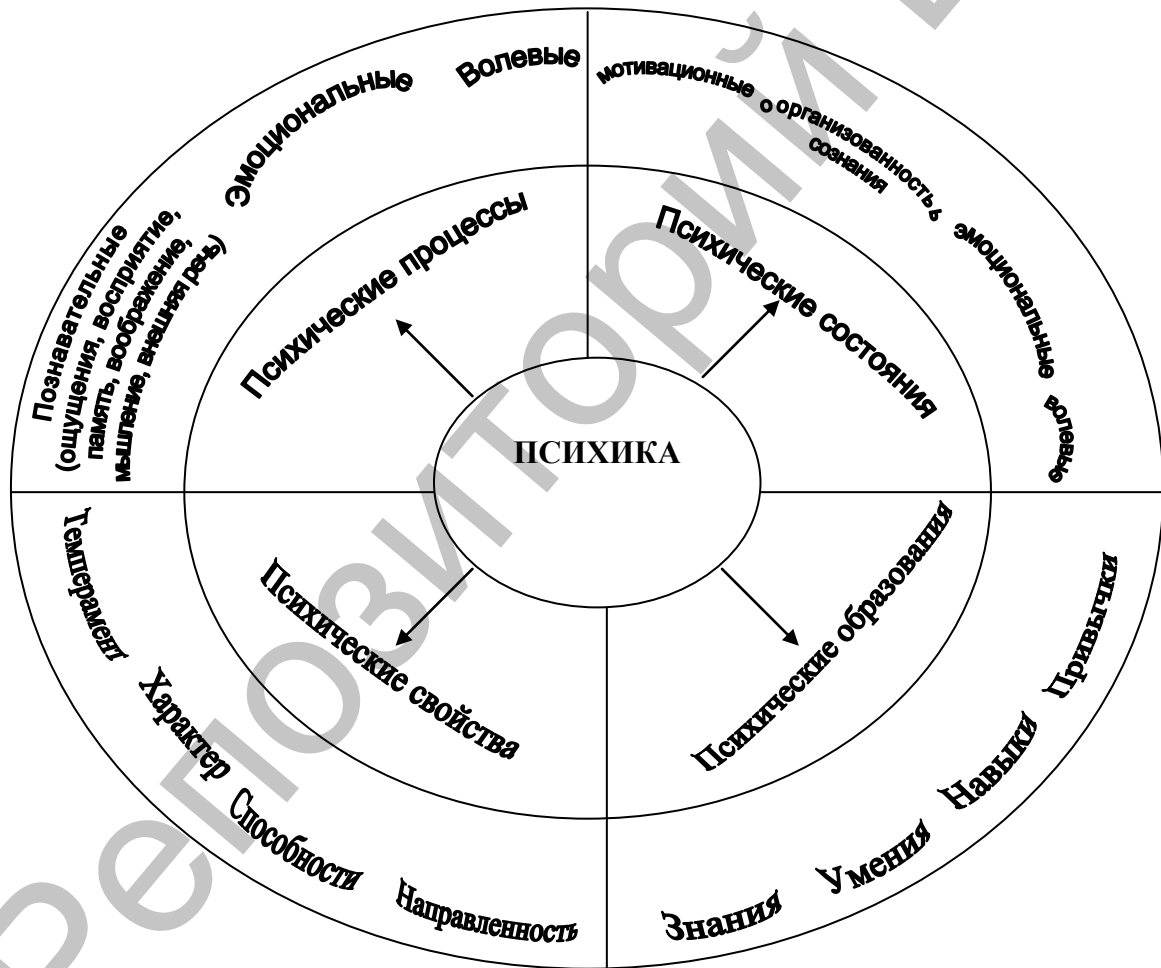 Познавательные
(ощущения, восприятие,
память, воображение,
мышление, внешняя речь)
Эмоциональные
Волевые
мотивационные
о организованность
сознания
эмоциональные
волевые
Психические процессы
Психические состояния
ПСИХИКА
Психические свойства
Психические образования
Темперамент
Характер
Способности
Направленность
Знания
Умения
Навыки
Привычки
Репозиторий